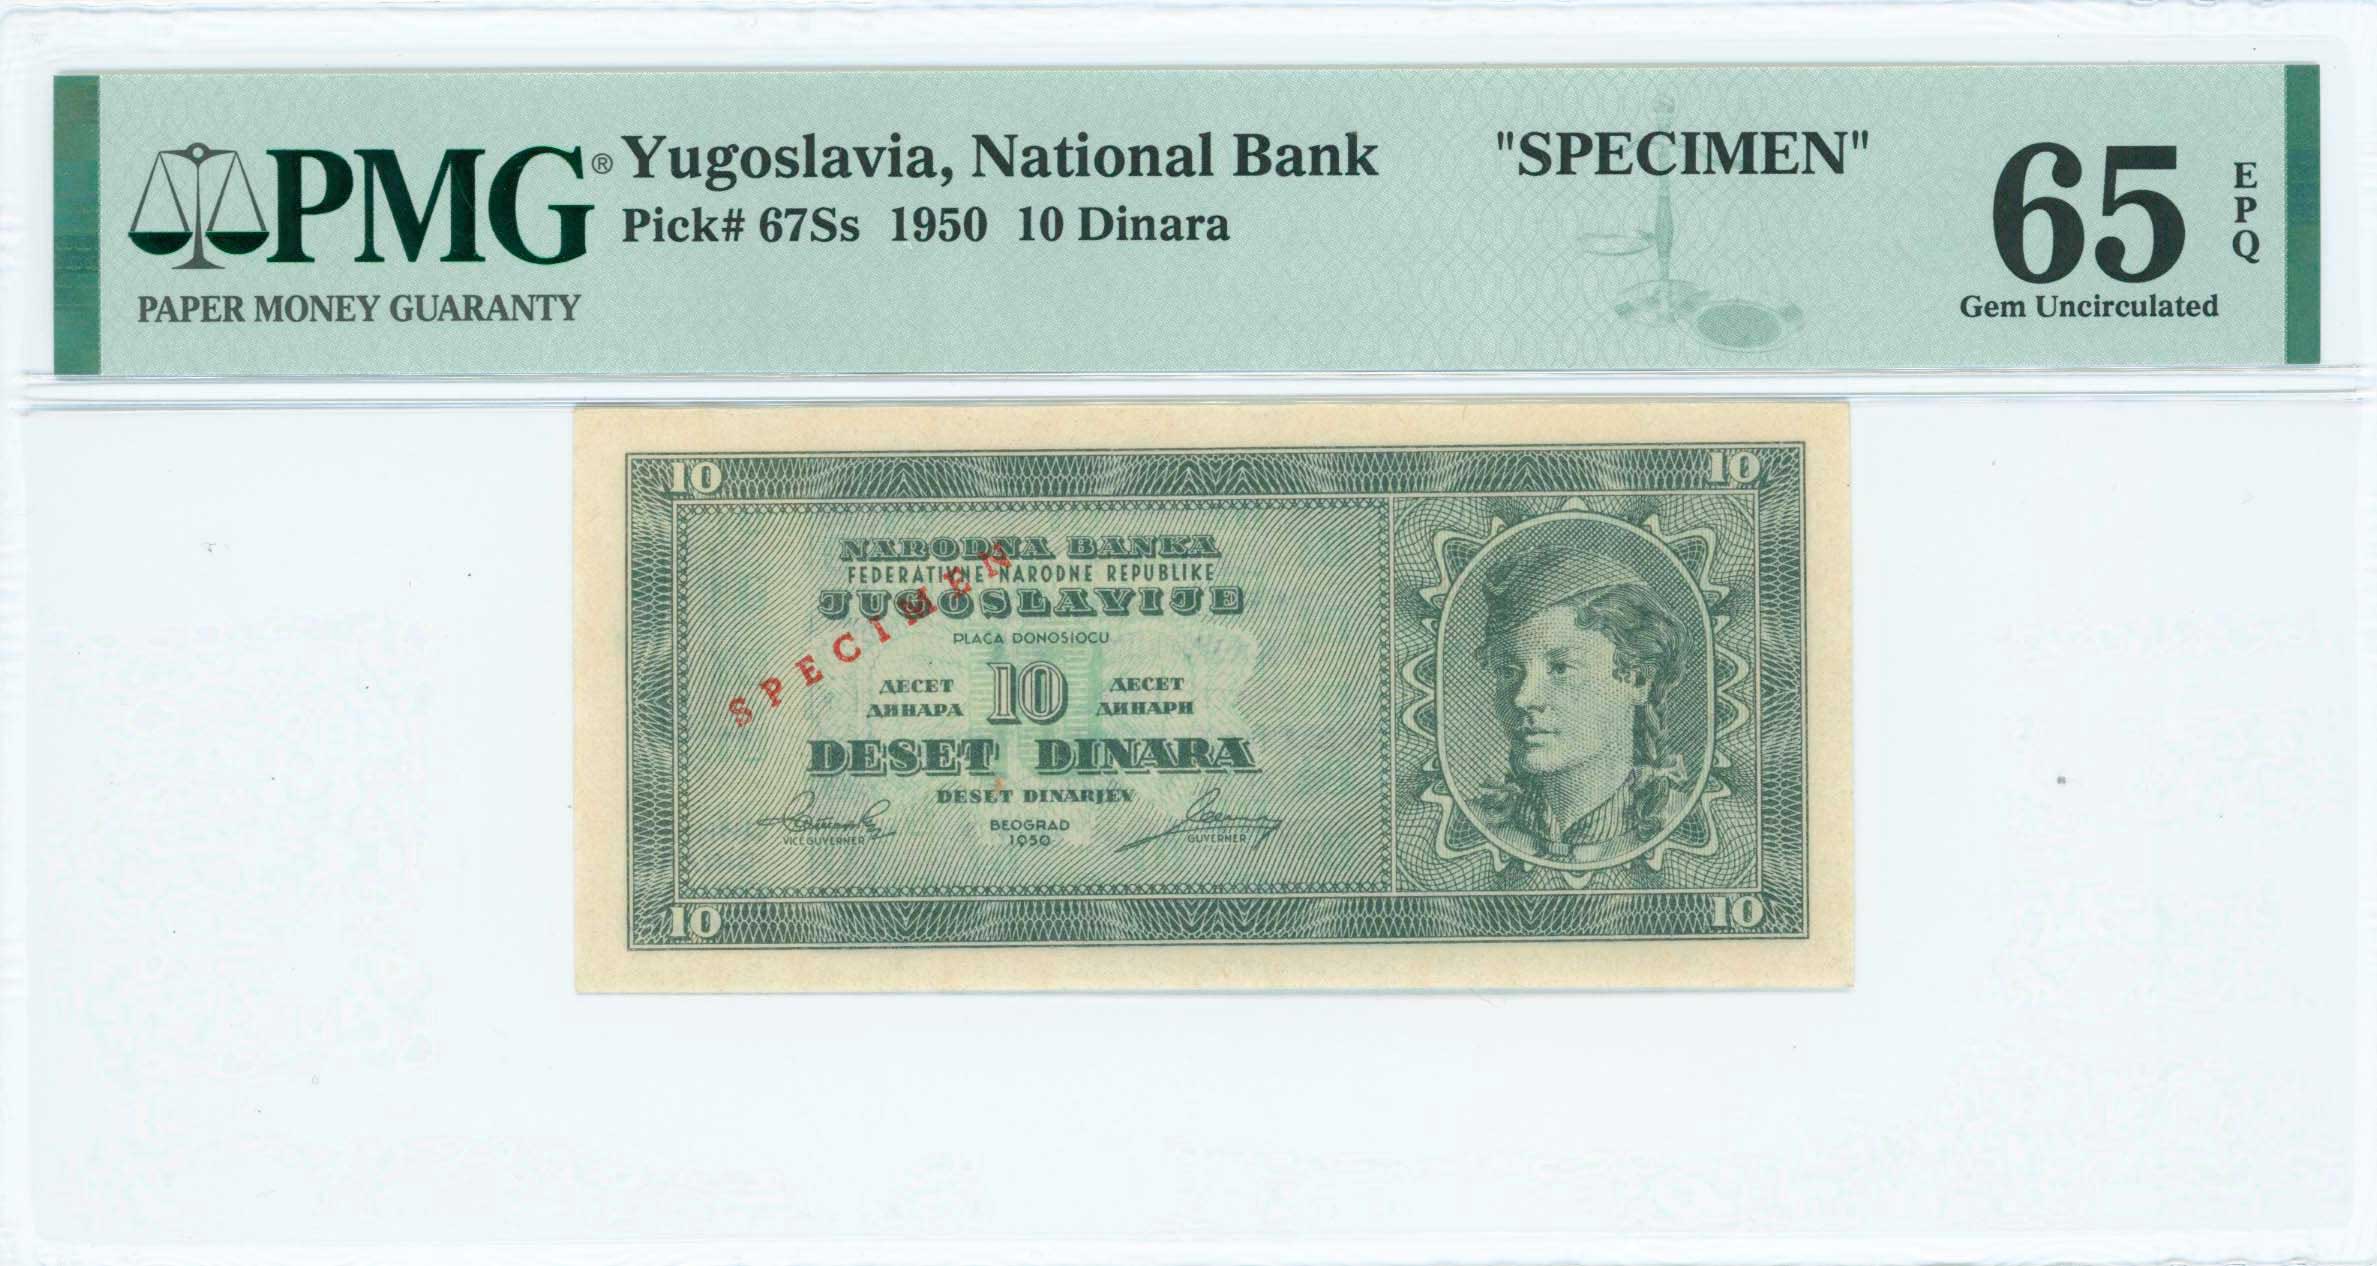 PMG®
PAPER MONEY GUARANTY
Yugoslavia, National Bank
Pick# 67Ss 1950 10 Dinara
"SPECIMEN"
65
EPQ
Gem Uncirculated
10 10
NARODNA BANKA
FEDERATIVNE NARODNE REPUBLIKE
JUGOSLAVIJE
PLAĆA DONOSIOCU
SPECIMEN
ДЕСЕТ ДИНАРА
10
ДЕСЕТ ДИНАРИ
DESET DINARA
DESET DINARJEV
BEOGRAD
1950
VICEGUVERNER
GUVERNER
10 10